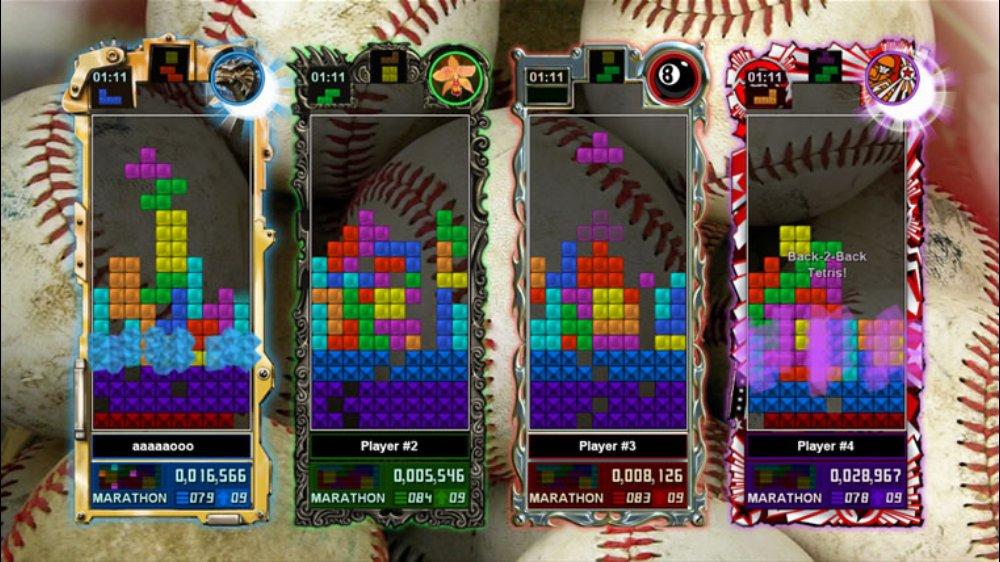 01:11
01:11
01:11
8
01:11
Back-2-Back
Tetris!
aaaaaooo
Player #2
Player #3
Player #4
0,016,566
MARATHON 079 09
0,005,546
MARATHON 084 09
0,008,126
MARATHON 083 09
0,028,967
MARATHON 078 09